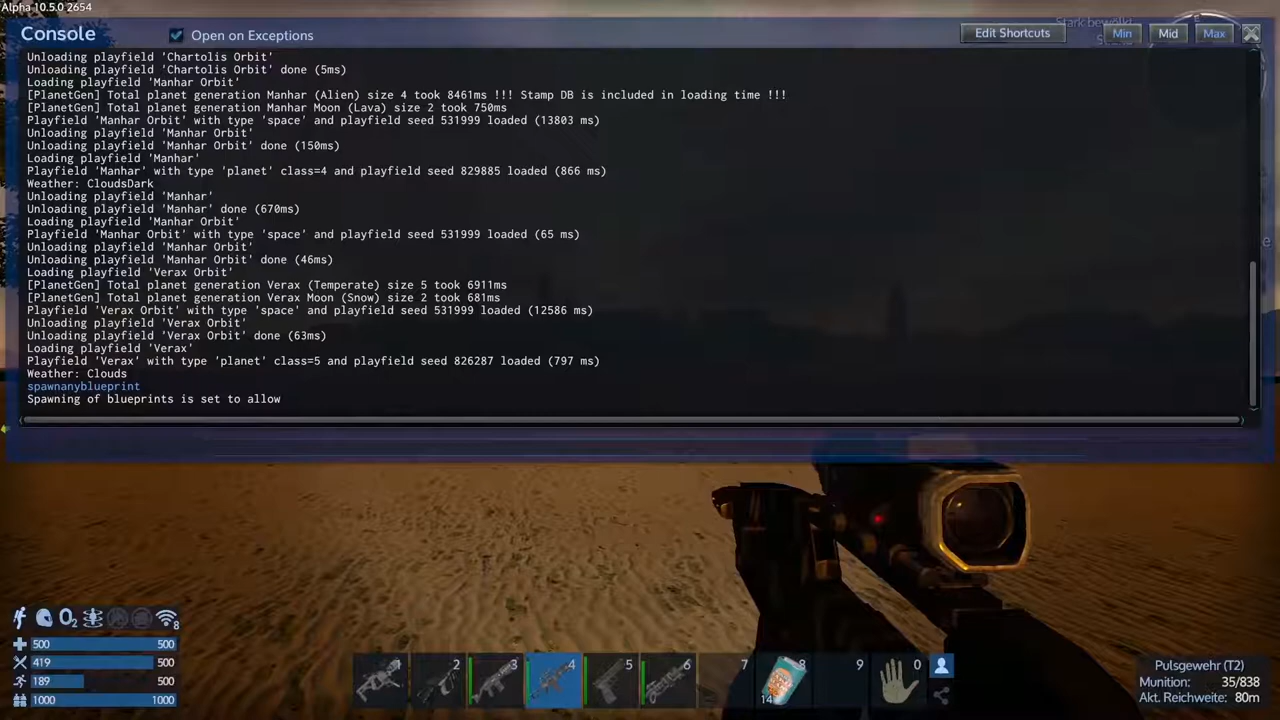 Alpha 10.5.0 2654
Console
Open on Exceptions
Edit Shortcuts
Stark bewölkt
Min
Mid
Max
Unloading playfield 'Chartolis Orbit'
Unloading playfield 'Chartolis Orbit' done (5ms)
Loading playfield 'Manhar Orbit'
[PlanetGen] Total planet generation Manhar (Alien) size 4 took 8461ms !!! Stamp DB is included in loading time !!!
[PlanetGen] Total planet generation Manhar Moon (Lava) size 2 took 750ms
Playfield 'Manhar Orbit' with type 'space' and playfield seed 531999 loaded (13803 ms)
Unloading playfield 'Manhar Orbit'
Unloading playfield 'Manhar Orbit' done (150ms)
Loading playfield 'Manhar'
Playfield 'Manhar' with type 'planet' class=4 and playfield seed 829885 loaded (866 ms)
Weather: CloudsDark
Unloading playfield 'Manhar'
Unloading playfield 'Manhar' done (670ms)
Loading playfield 'Manhar Orbit'
Playfield 'Manhar Orbit' with type 'space' and playfield seed 531999 loaded (65 ms)
Unloading playfield 'Manhar Orbit'
Unloading playfield 'Manhar Orbit' done (46ms)
Loading playfield 'Verax Orbit'
[PlanetGen] Total planet generation Verax (Temperate) size 5 took 6911ms
[PlanetGen] Total planet generation Verax Moon (Snow) size 2 took 681ms
Playfield 'Verax Orbit' with type 'space' and playfield seed 531999 loaded (12586 ms)
Unloading playfield 'Verax Orbit'
Unloading playfield 'Verax Orbit' done (63ms)
Loading playfield 'Verax'
Playfield 'Verax' with type 'planet' class=5 and playfield seed 826287 loaded (797 ms)
Weather: Clouds
spawnanyblueprint
Spawning of blueprints is set to allow
O2
8
500 500
419 500
189 500
1000 1000
1 2 3 4 5 6 7 8 9 0
14
Pulsgewehr (T2)
Munition: 35/838
Akt. Reichweite: 80m